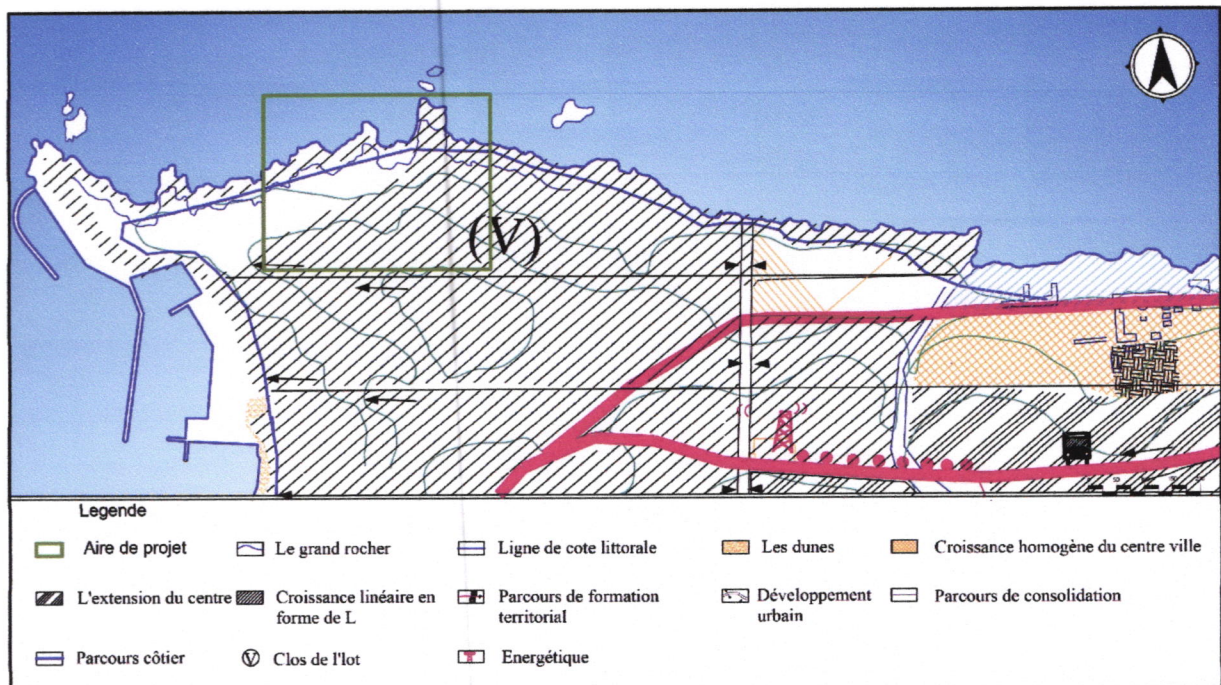 (V)
Legende
Aire de projet
Le grand rocher
Ligne de cote littorale
Les dunes
Croissance homogène du centre ville
L'extension du centre
Croissance linéaire en
forme de L
Parcours de formation
territorial
Développement
urbain
Parcours de consolidation
Parcours côtier
V Clos de l'lot
Energétique